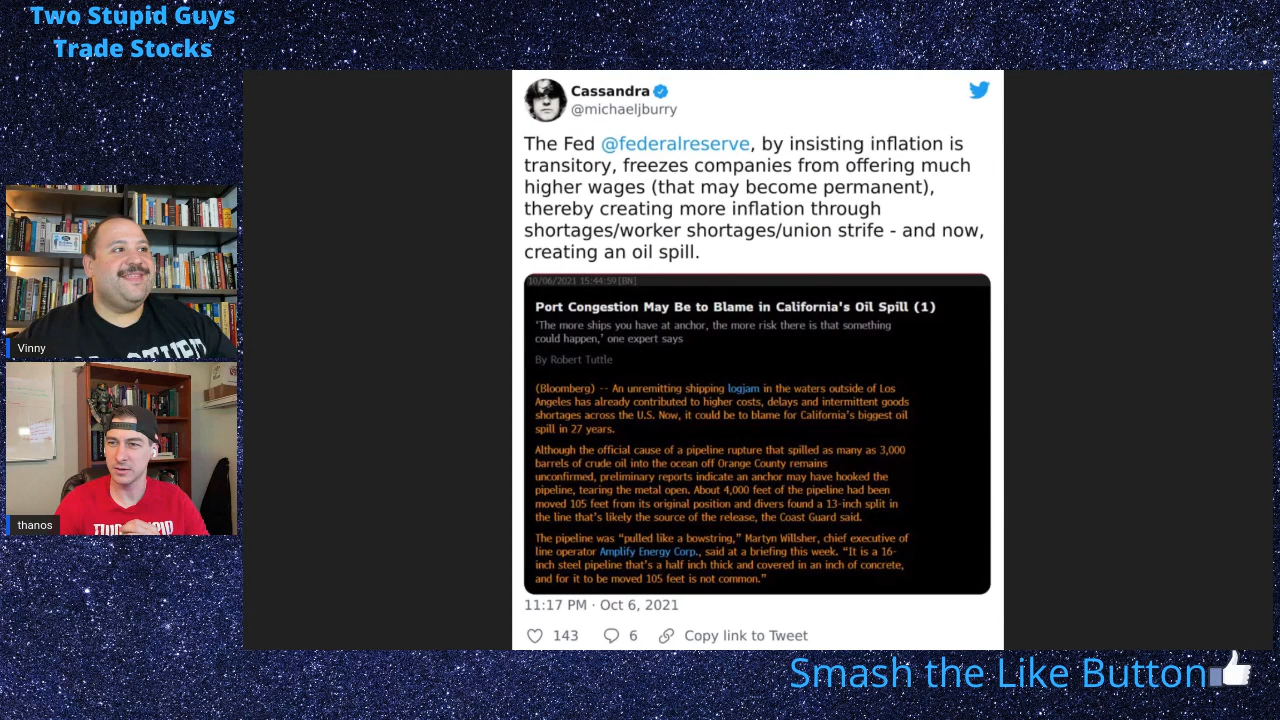 Two Stupid Guys
Trade Stocks
Cassandra
@michaeljburry
The Fed @federalreserve, by insisting inflation is
transitory, freezes companies from offering much
higher wages (that may become permanent),
thereby creating more inflation through
shortages/worker shortages/union strife - and now,
creating an oil spill.
10/06/2021 15:44:59 [BN]
Port Congestion May Be to Blame in California's Oil Spill (1)
'The more ships you have at anchor, the more risk there is that something
could happen,' one expert says
By Robert Tuttle
(Bloomberg) -- An unremitting shipping logjam in the waters outside of Los
Angeles has already contributed to higher costs, delays and intermittent goods
shortages across the U.S. Now, it could be to blame for California's biggest oil
spill in 27 years.
Although the official cause of a pipeline rupture that spilled as many as 3,000
barrels of crude oil into the ocean off Orange County remains
unconfirmed, preliminary reports indicate an anchor may have hooked the
pipeline, tearing the metal open. About 4,000 feet of the pipeline had been
moved 105 feet from its original position and divers found a 13-inch split in
the line that's likely the source of the release, the Coast Guard said.
The pipeline was "pulled like a bowstring," Martyn Willsher, chief executive of
line operator Amplify Energy Corp., said at a briefing this week. "It is a 16-
inch steel pipeline that's a half inch thick and covered in an inch of concrete,
and for it to be moved 105 feet is not common."
11:17 PM · Oct 6, 2021
143
6
Copy link to Tweet
Vinny
thanos
Smash the Like Button